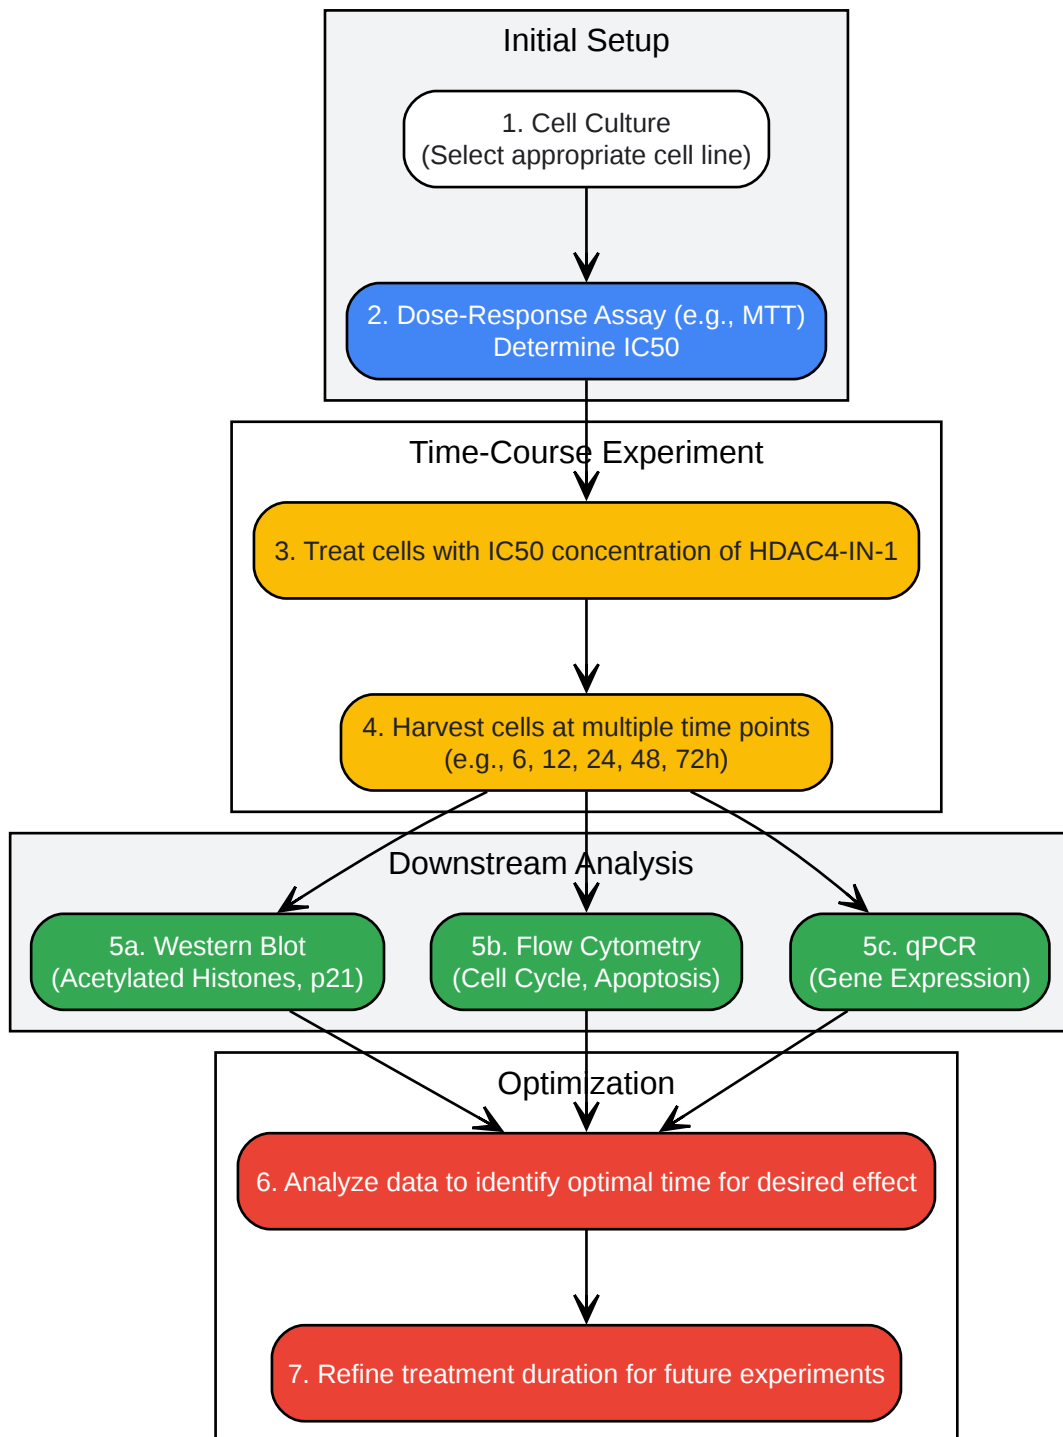 Initial Setup
1. Cell Culture
(Select appropriate cell line)
2. Dose-Response Assay (e.g., MTT)
Determine IC50
Time-Course Experiment
3. Treat cells with IC50 concentration of HDAC4-IN-1
4. Harvest cells at multiple time points
(e.g., 6, 12, 24, 48, 72h)
Downstream Analysis
5a. Western Blot
(Acetylated Histones, p21)
5b. Flow Cytometry
(Cell Cycle, Apoptosis)
5c. qPCR
(Gene Expression)
Optimization
6. Analyze data to identify optimal time for desired effect
7. Refine treatment duration for future experiments